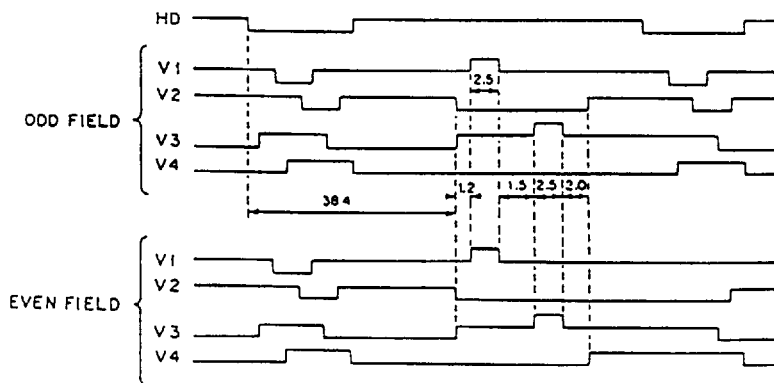 HD
V1
2.5
V2
ODD FIELD
V3
V4
1.2
1.5 2.5 2.0
38.4
V1
V2
EVEN FIELD
V3
V4